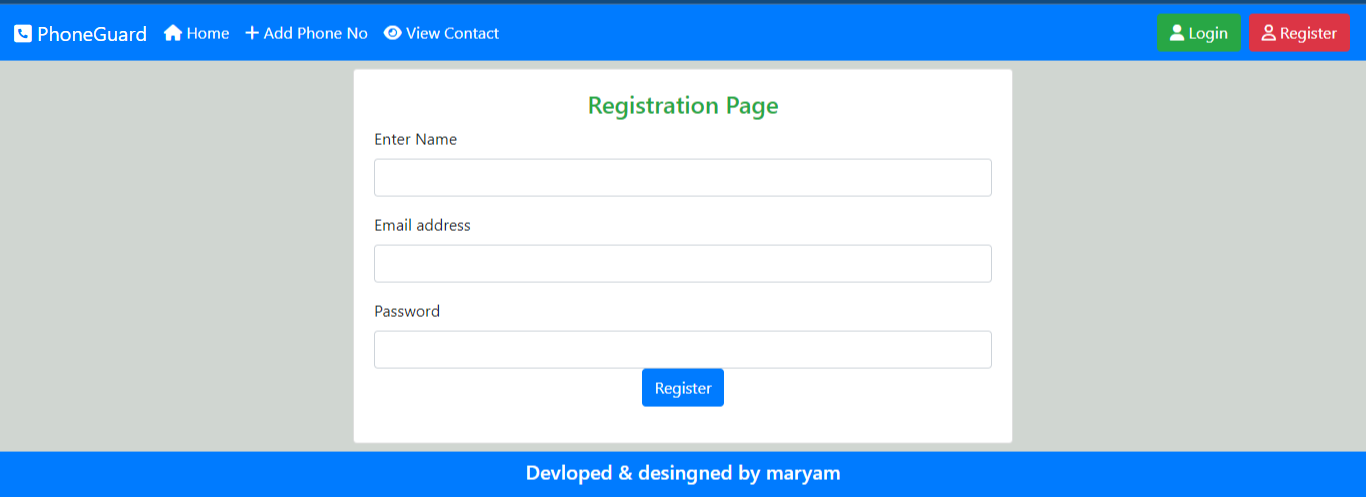 PhoneGuard Home Add Phone No View Contact Login Register
Registration Page
Enter Name
Email address
Password
Register
Devloped & desingned by maryam